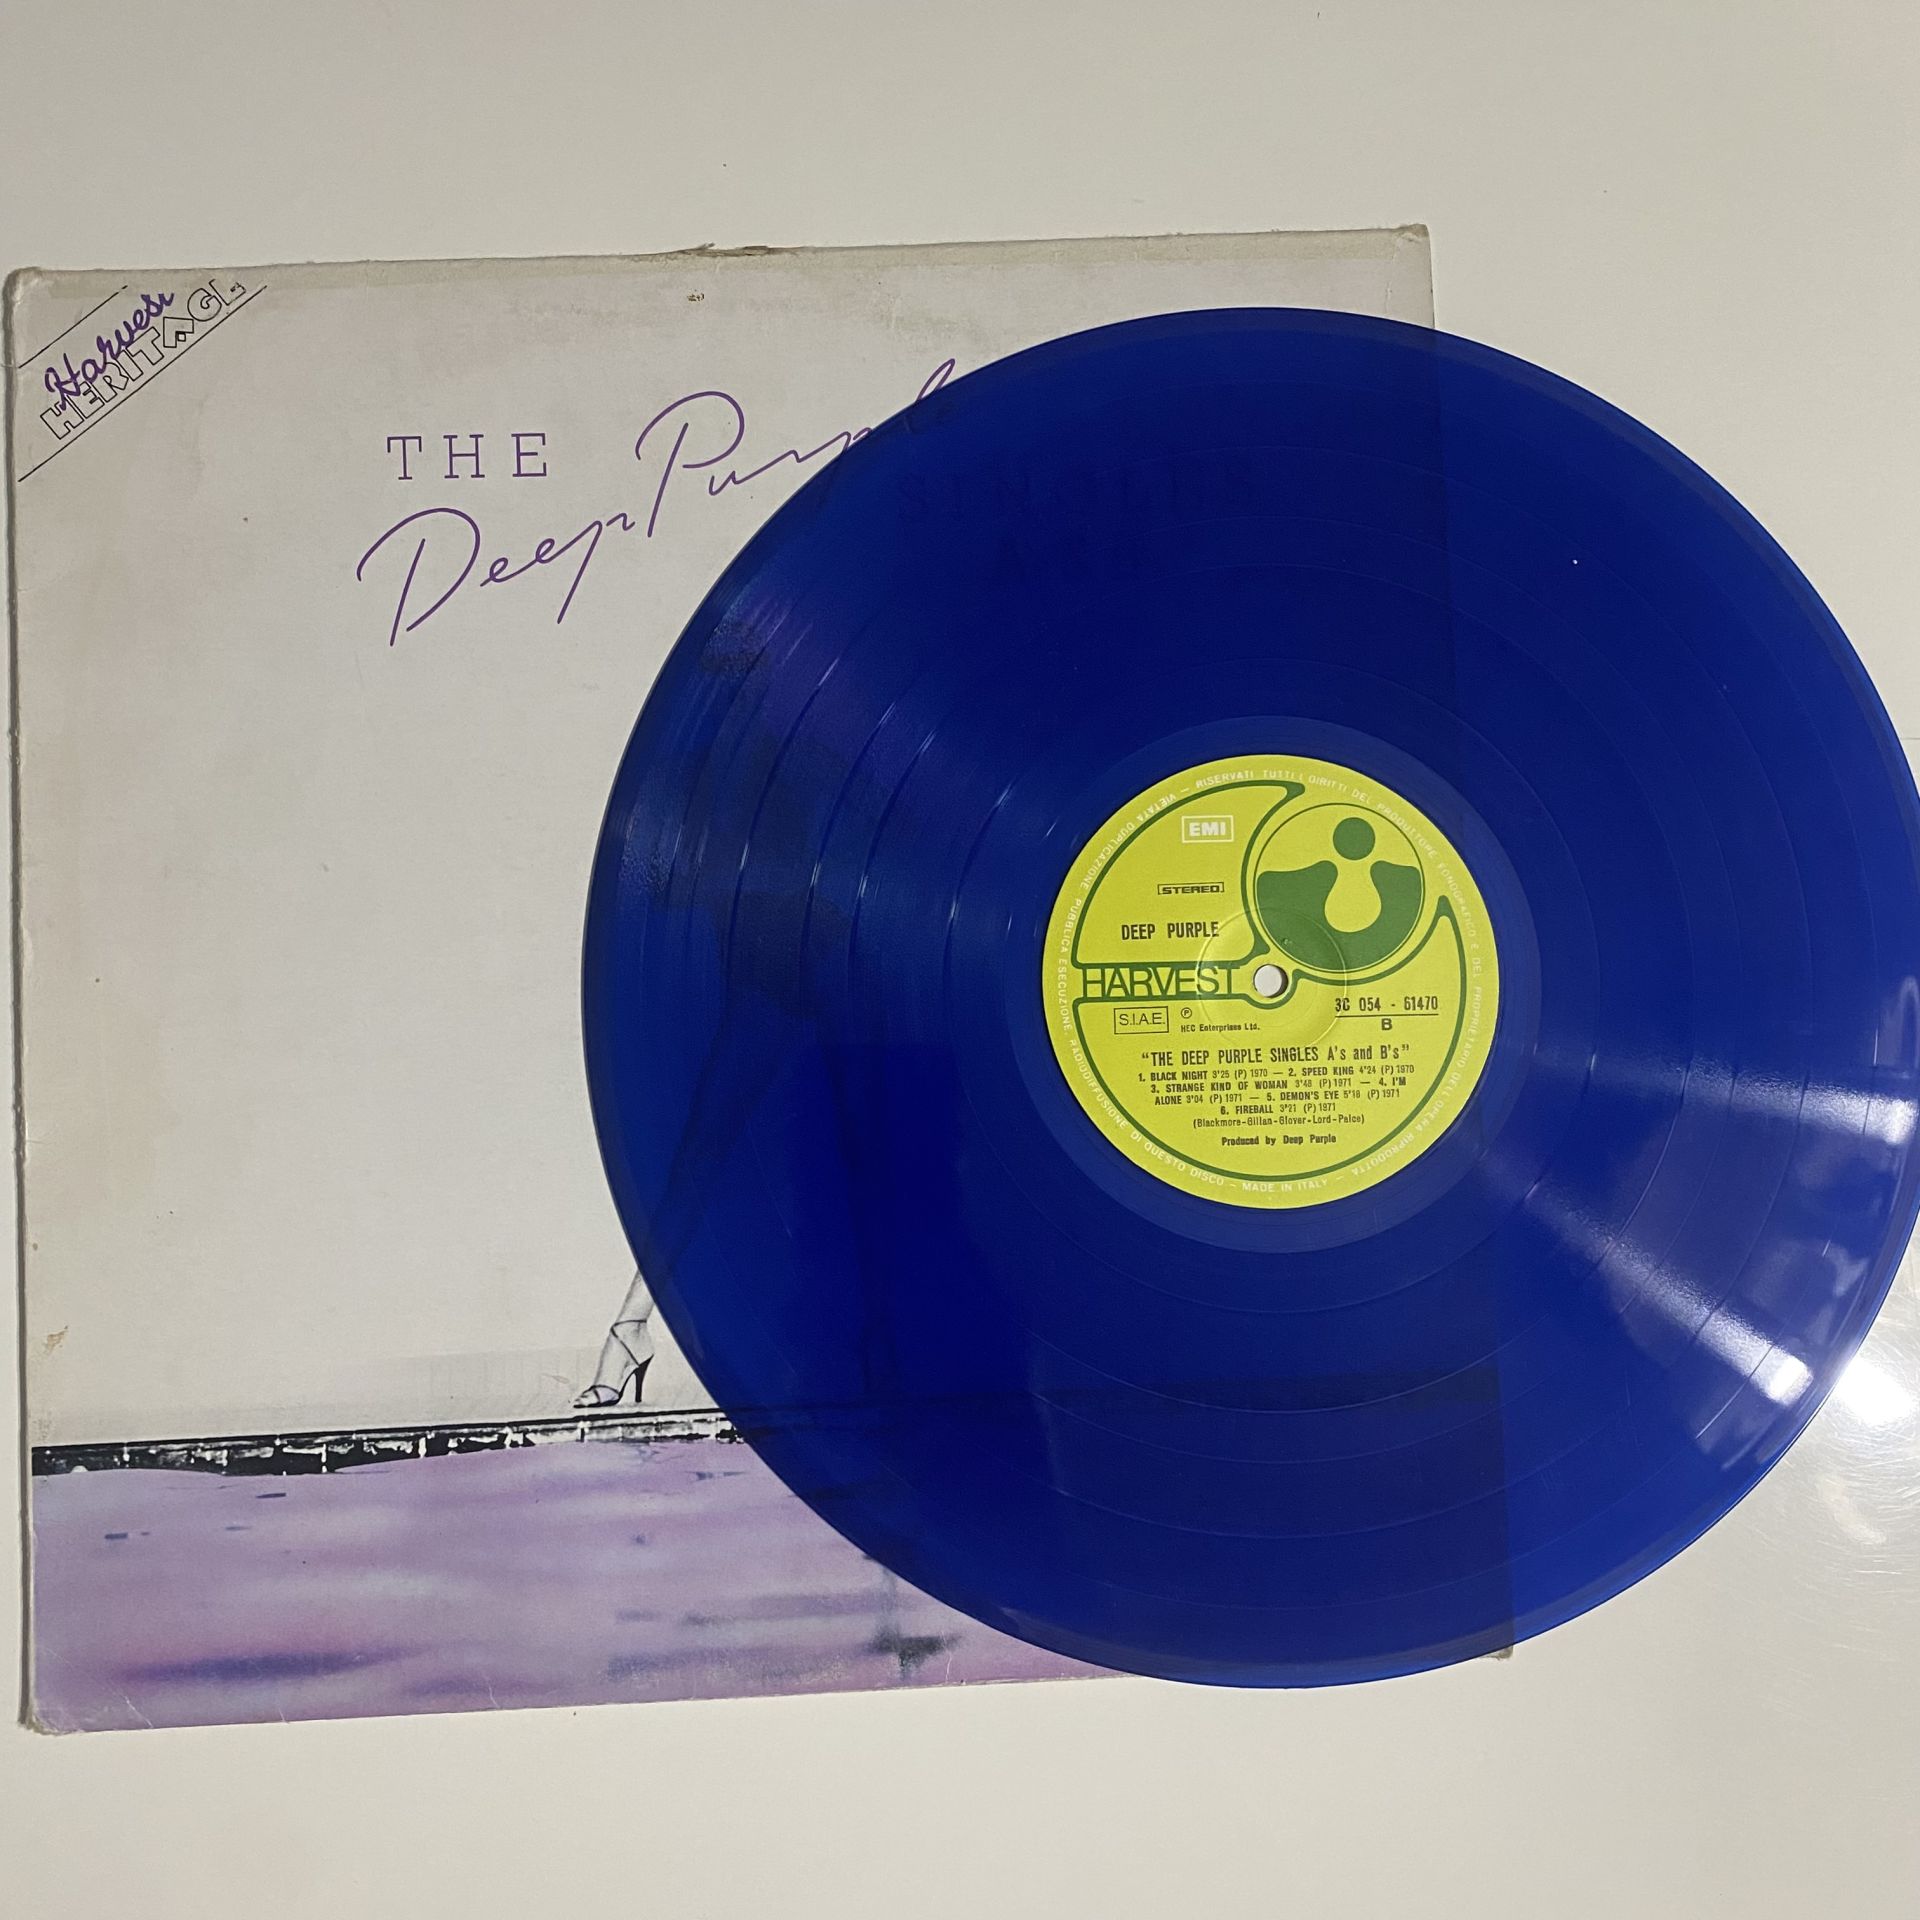 Harvest
HERITAGE
THE
Deep Purple
SINGLES
EMI
STEREO
DEEP PURPLE
HARVEST
3C 054 - 61470
B
S.I.A.E.
℗
HEC Enterprises Ltd.
"THE DEEP PURPLE SINGLES A's and B's"
1. BLACK NIGHT 3'25 (P) 1970 — 2. SPEED KING 4'24 (P) 1970
3. STRANGE KIND OF WOMAN 3'48 (P) 1971 — 4. I'M
ALONE 3'04 (P) 1971 — 5. DEMON'S EYE 5'18 (P) 1971
6. FIREBALL 3'21 (P) 1971
(Blackmore-Gillan-Glover-Lord-Paice)
Produced by Deep Purple
RISERVATI TUTTI I DIRITTI DEL PRODUTTORE FONOGRAFICO E DEL PROPRIETARIO DELL'OPERA RIPRODOTTA — MADE IN ITALY — VIETATA DUPLICAZIONE, PUBBLICA ESECUZIONE, RADIODIFFUSIONE DI QUESTO DISCO